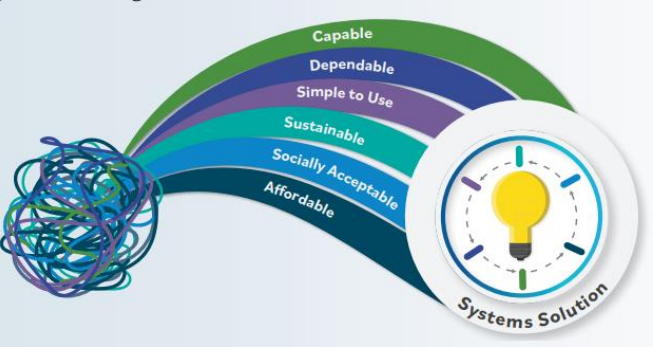 Capable
Dependable
Simple to Use
Sustainable
Socially Acceptable
Affordable
Systems Solution